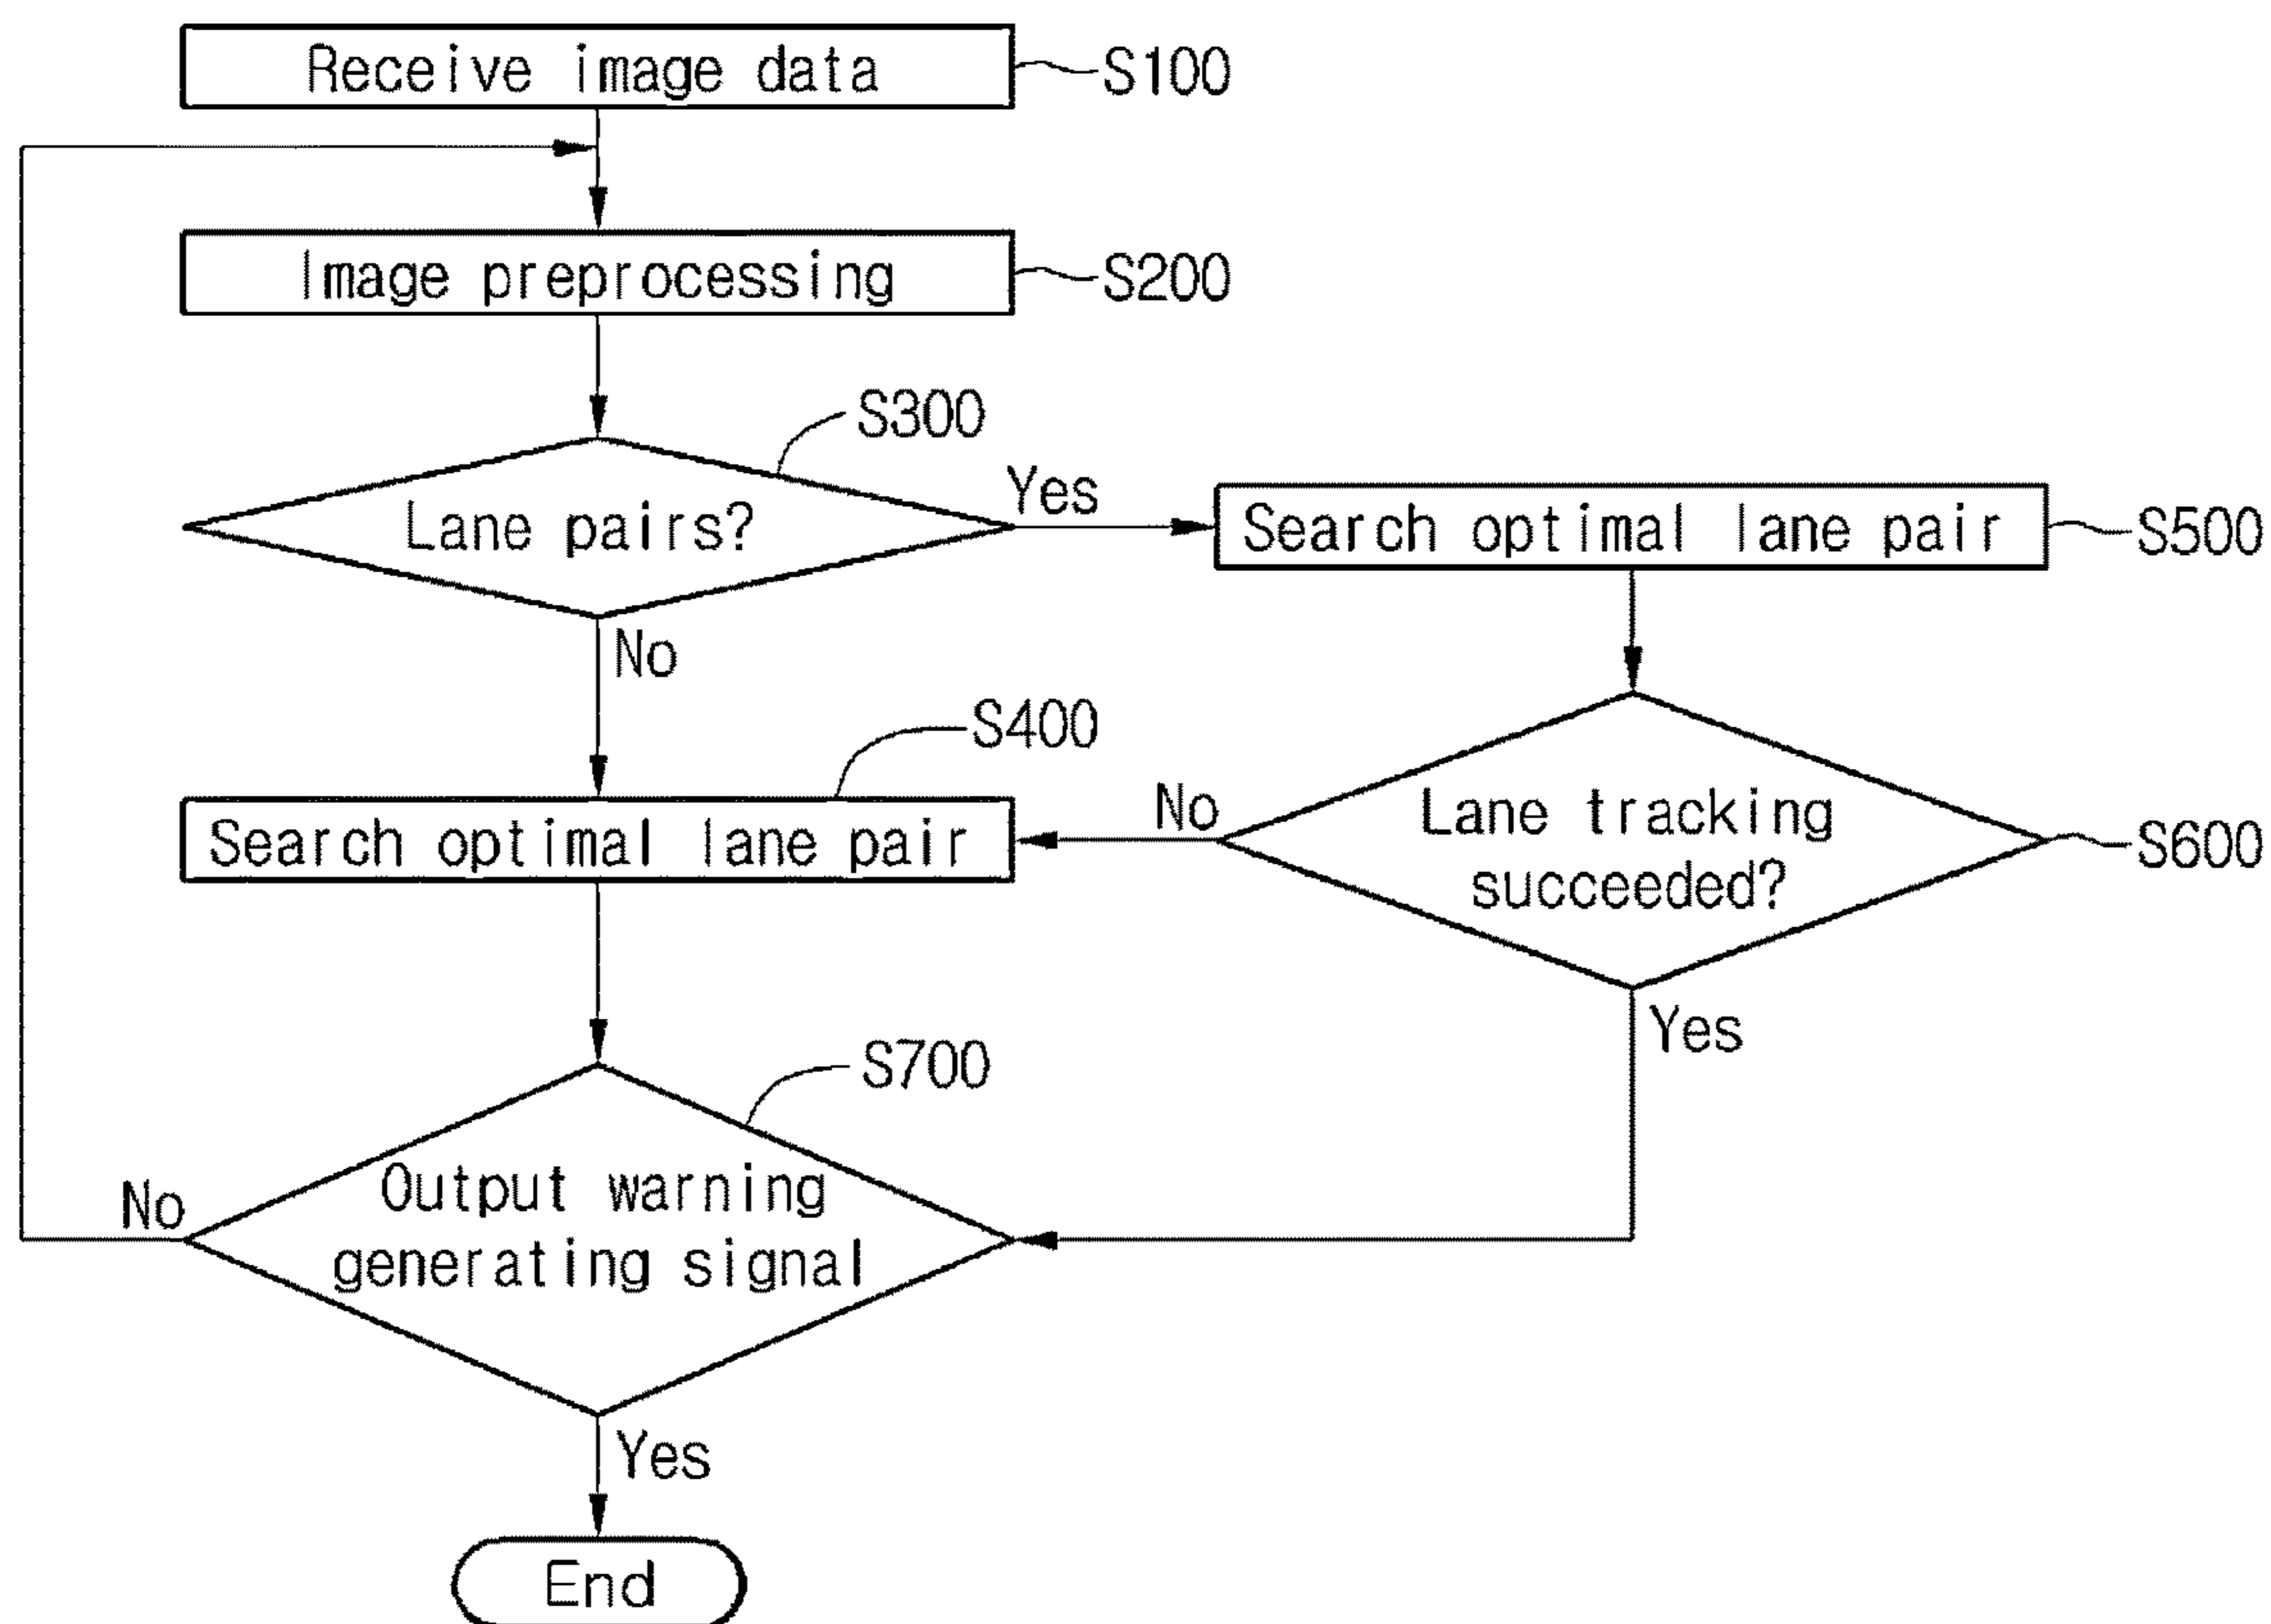 Receive image data
S100
Image preprocessing
S200
S300
Lane pairs?
Yes
Search optimal lane pair
S500
No
S400
Search optimal lane pair
No
Lane tracking
succeeded?
S600
Yes
S700
Output warning
generating signal
No
Yes
End